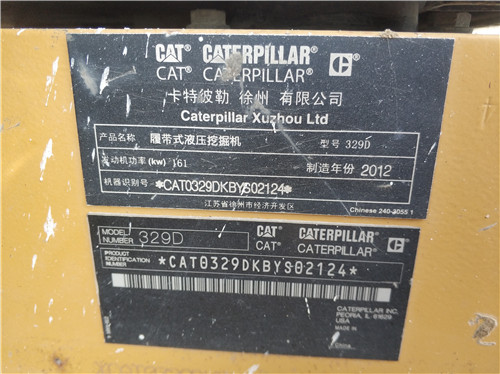 CAT CATERPILLAR®
CAT® CATERPILLAR®
卡特彼勒 徐州 有限公司
Caterpillar Xuzhou Ltd
产品名称 履带式液压挖掘机 型号 329D
发动机功率(kw) 161 制造年份 2012
机器识别号 *CAT0329DKBYS02124*
江苏省徐州市经济开发区
Chinese 240-3055 1
MODEL NUMBER 329D CAT® CATERPILLAR®
CAT® CATERPILLAR®
PRODUCT IDENTIFICATION NUMBER *CAT0329DKBYS02124*
CATERPILLAR INC.
PEORIA, IL 61629
USA
MADE IN